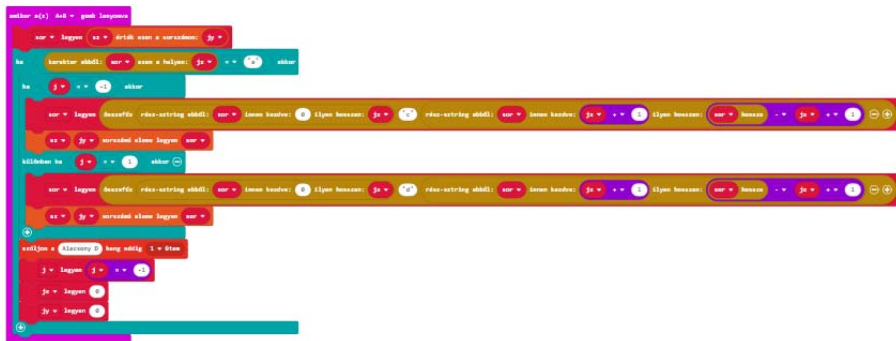 amikor a(z) A+B gomb lenyomva
sor legyen sz érték ezen a sorszámon: jy
ha karakter ebből: sor ezen a helyen: jx = "a" akkor
ha j = -1 akkor
sor legyen összefűz rész-sztring ebből: sor innen kezdve: 0 ilyen hosszan: jx "c" rész-sztring ebből: sor innen kezdve: jx + 1 ilyen hosszan: sor hossza - jx + 1
sz jy sorszámú eleme legyen sor
különben ha j = 1 akkor
sor legyen összefűz rész-sztring ebből: sor innen kezdve: 0 ilyen hosszan: jx "d" rész-sztring ebből: sor innen kezdve: jx + 1 ilyen hosszan: sor hossza - jx + 1
sz jy sorszámú eleme legyen sor
szóljon a Alacsony D hang eddig 1 ütem
j legyen j × -1
jx legyen 0
jy legyen 0